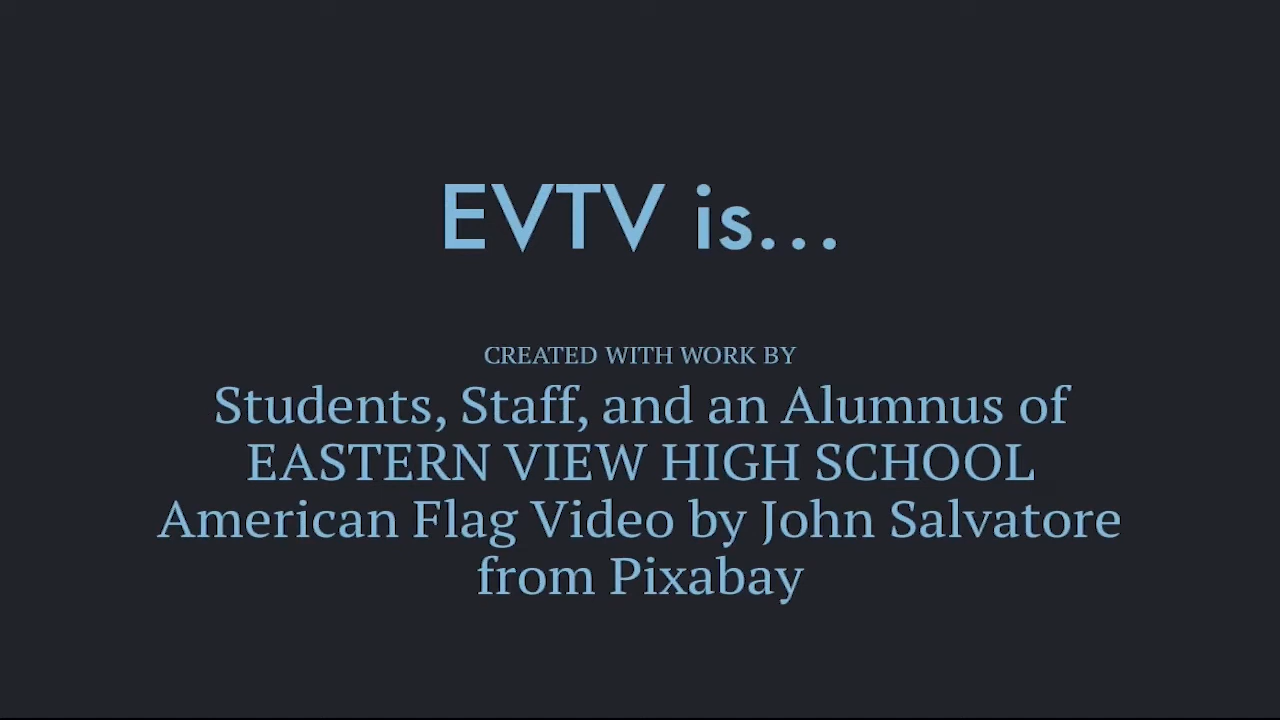 EVTV is...
CREATED WITH WORK BY
Students, Staff, and an Alumnus of
EASTERN VIEW HIGH SCHOOL
American Flag Video by John Salvatore
from Pixabay